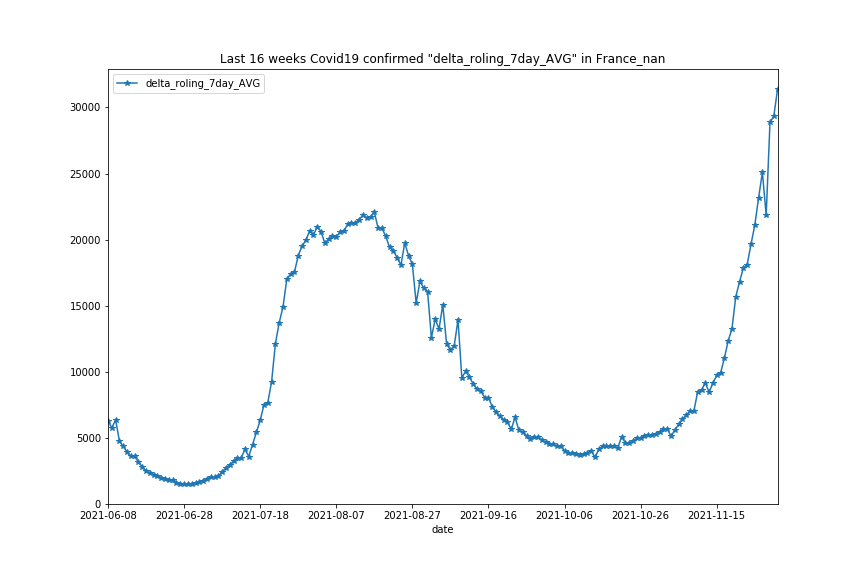 Last 16 weeks Covid19 confirmed "delta_roling_7day_AVG" in France_nan
delta_roling_7day_AVG
30000
25000
20000
15000
10000
5000
0
2021-06-08 2021-06-28 2021-07-18 2021-08-07 2021-08-27 2021-09-16 2021-10-06 2021-10-26 2021-11-15
date